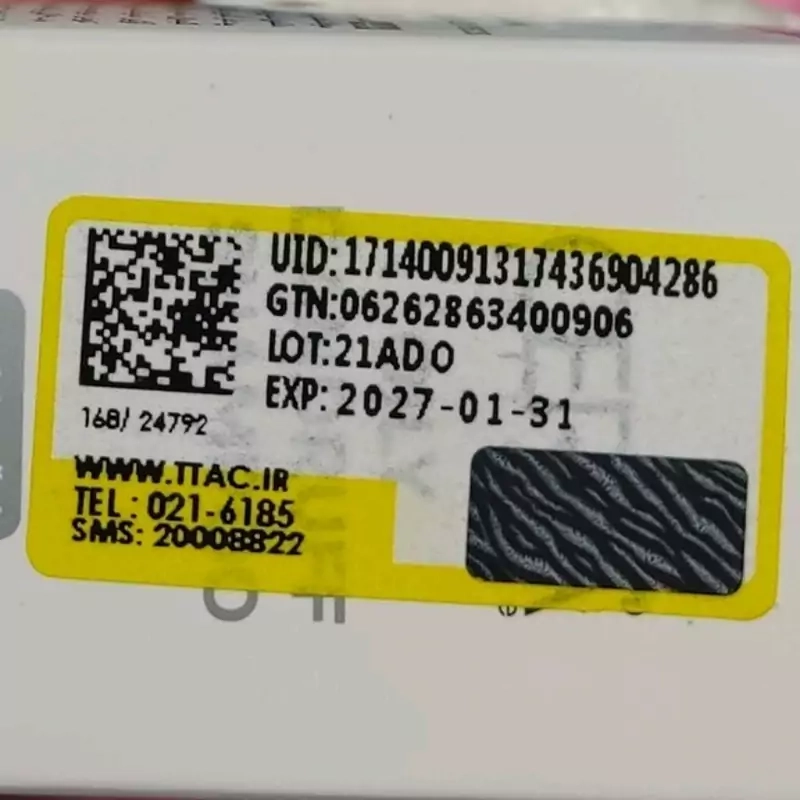 UID:17140091317436904286
GTN:06262863400906
LOT:21ADO
EXP: 2027-01-31
168/ 24792
WWW.TTAC.IR
TEL : 021-6185
SMS: 20008822